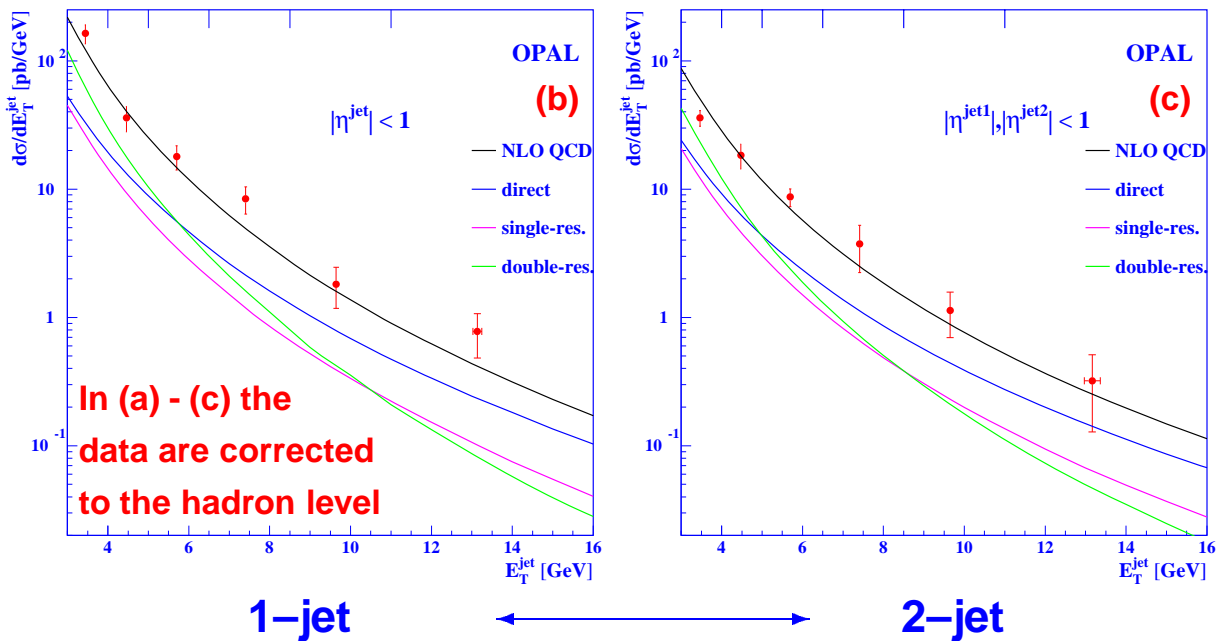 dσ/dE_T^jet [pb/GeV]
10^2
10
1
10^-1
OPAL
(b)
|η^jet| < 1
NLO QCD
direct
single-res.
double-res.
In (a) - (c) the
data are corrected
to the hadron level
4 6 8 10 12 14 16
E_T^jet [GeV]
dσ/dE_T^jet [pb/GeV]
10^2
10
1
10^-1
OPAL
(c)
|η^jet1|,|η^jet2| < 1
NLO QCD
direct
single-res.
double-res.
4 6 8 10 12 14 16
E_T^jet [GeV]
1–jet
2–jet